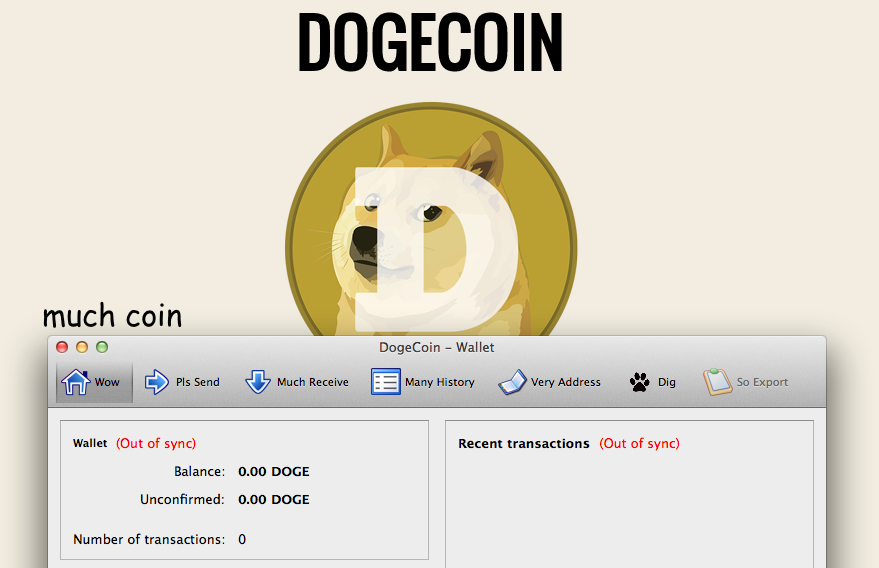 DOGECOIN
D
much coin
DogeCoin – Wallet
Wow Pls Send Much Receive Many History Very Address Dig So Export
Wallet (Out of sync)
Balance: 0.00 DOGE
Unconfirmed: 0.00 DOGE
Number of transactions: 0
Recent transactions (Out of sync)